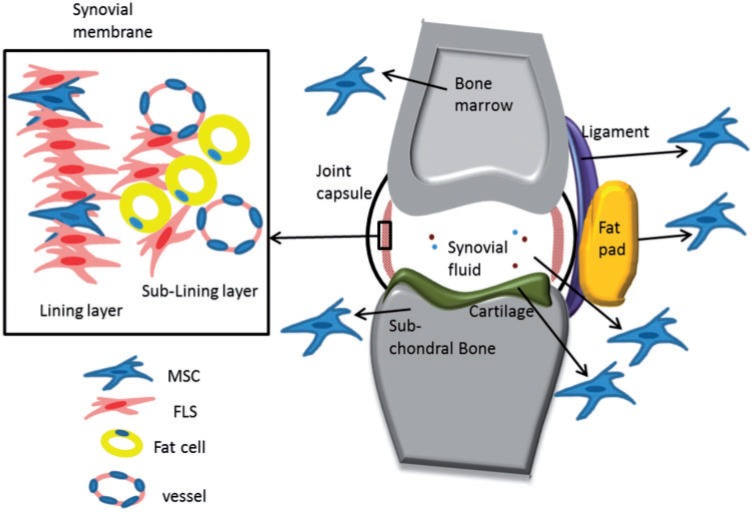 Synovial
membrane
Lining layer
Sub-Lining layer
MSC
FLS
Fat cell
vessel
Bone
marrow
Joint
capsule
Ligament
Fat
pad
Synovial
fluid
Cartilage
Sub-
chondral Bone